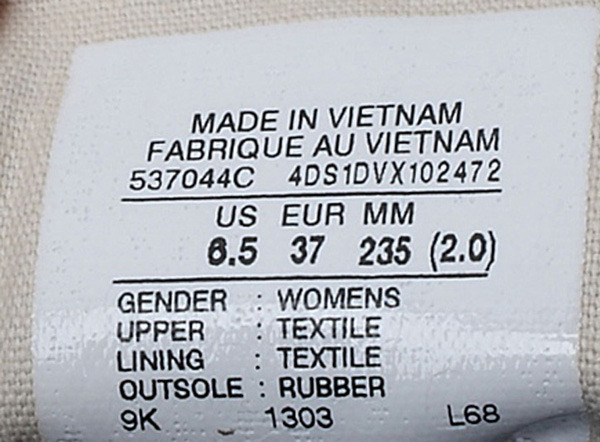 MADE IN VIETNAM
FABRIQUE AU VIETNAM
537044C 4DS1DVX102472
US EUR MM
6.5 37 235 (2.0)
GENDER : WOMENS
UPPER : TEXTILE
LINING : TEXTILE
OUTSOLE : RUBBER
9K 1303 L68